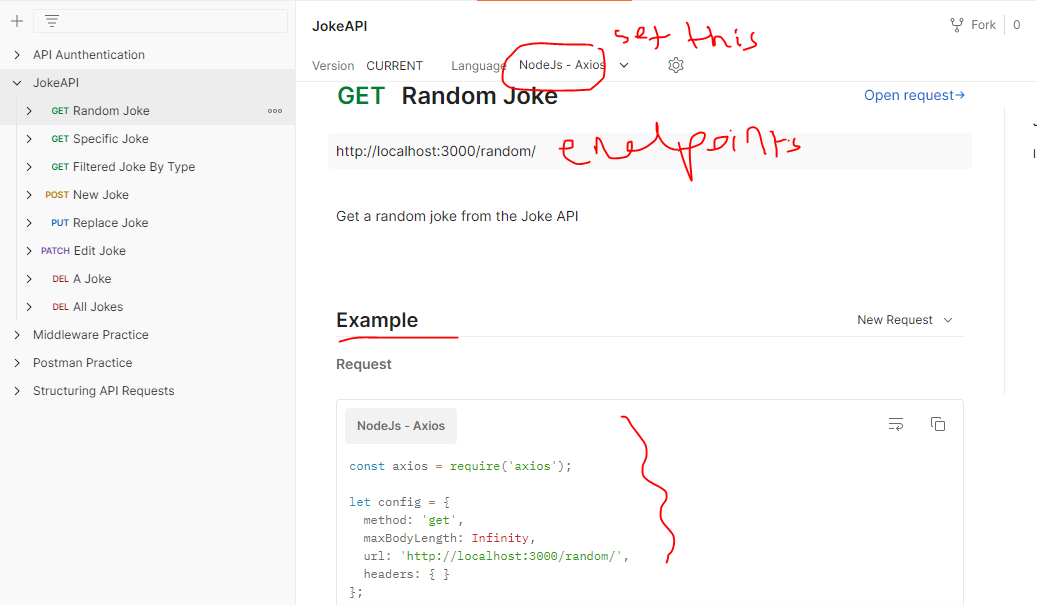 API Aunthentication
JokeAPI
GET Random Joke
GET Specific Joke
GET Filtered Joke By Type
POST New Joke
PUT Replace Joke
PATCH Edit Joke
DEL A Joke
DEL All Jokes
Middleware Practice
Postman Practice
Structuring API Requests
JokeAPI
Fork 0
set this
Version CURRENT Language NodeJs - Axios
GET Random Joke
Open request→
http://localhost:3000/random/
endpoints
Get a random joke from the Joke API
Example
New Request
Request
NodeJs - Axios
const axios = require('axios');
let config = {
method: 'get',
maxBodyLength: Infinity,
url: 'http://localhost:3000/random/',
headers: { }
};